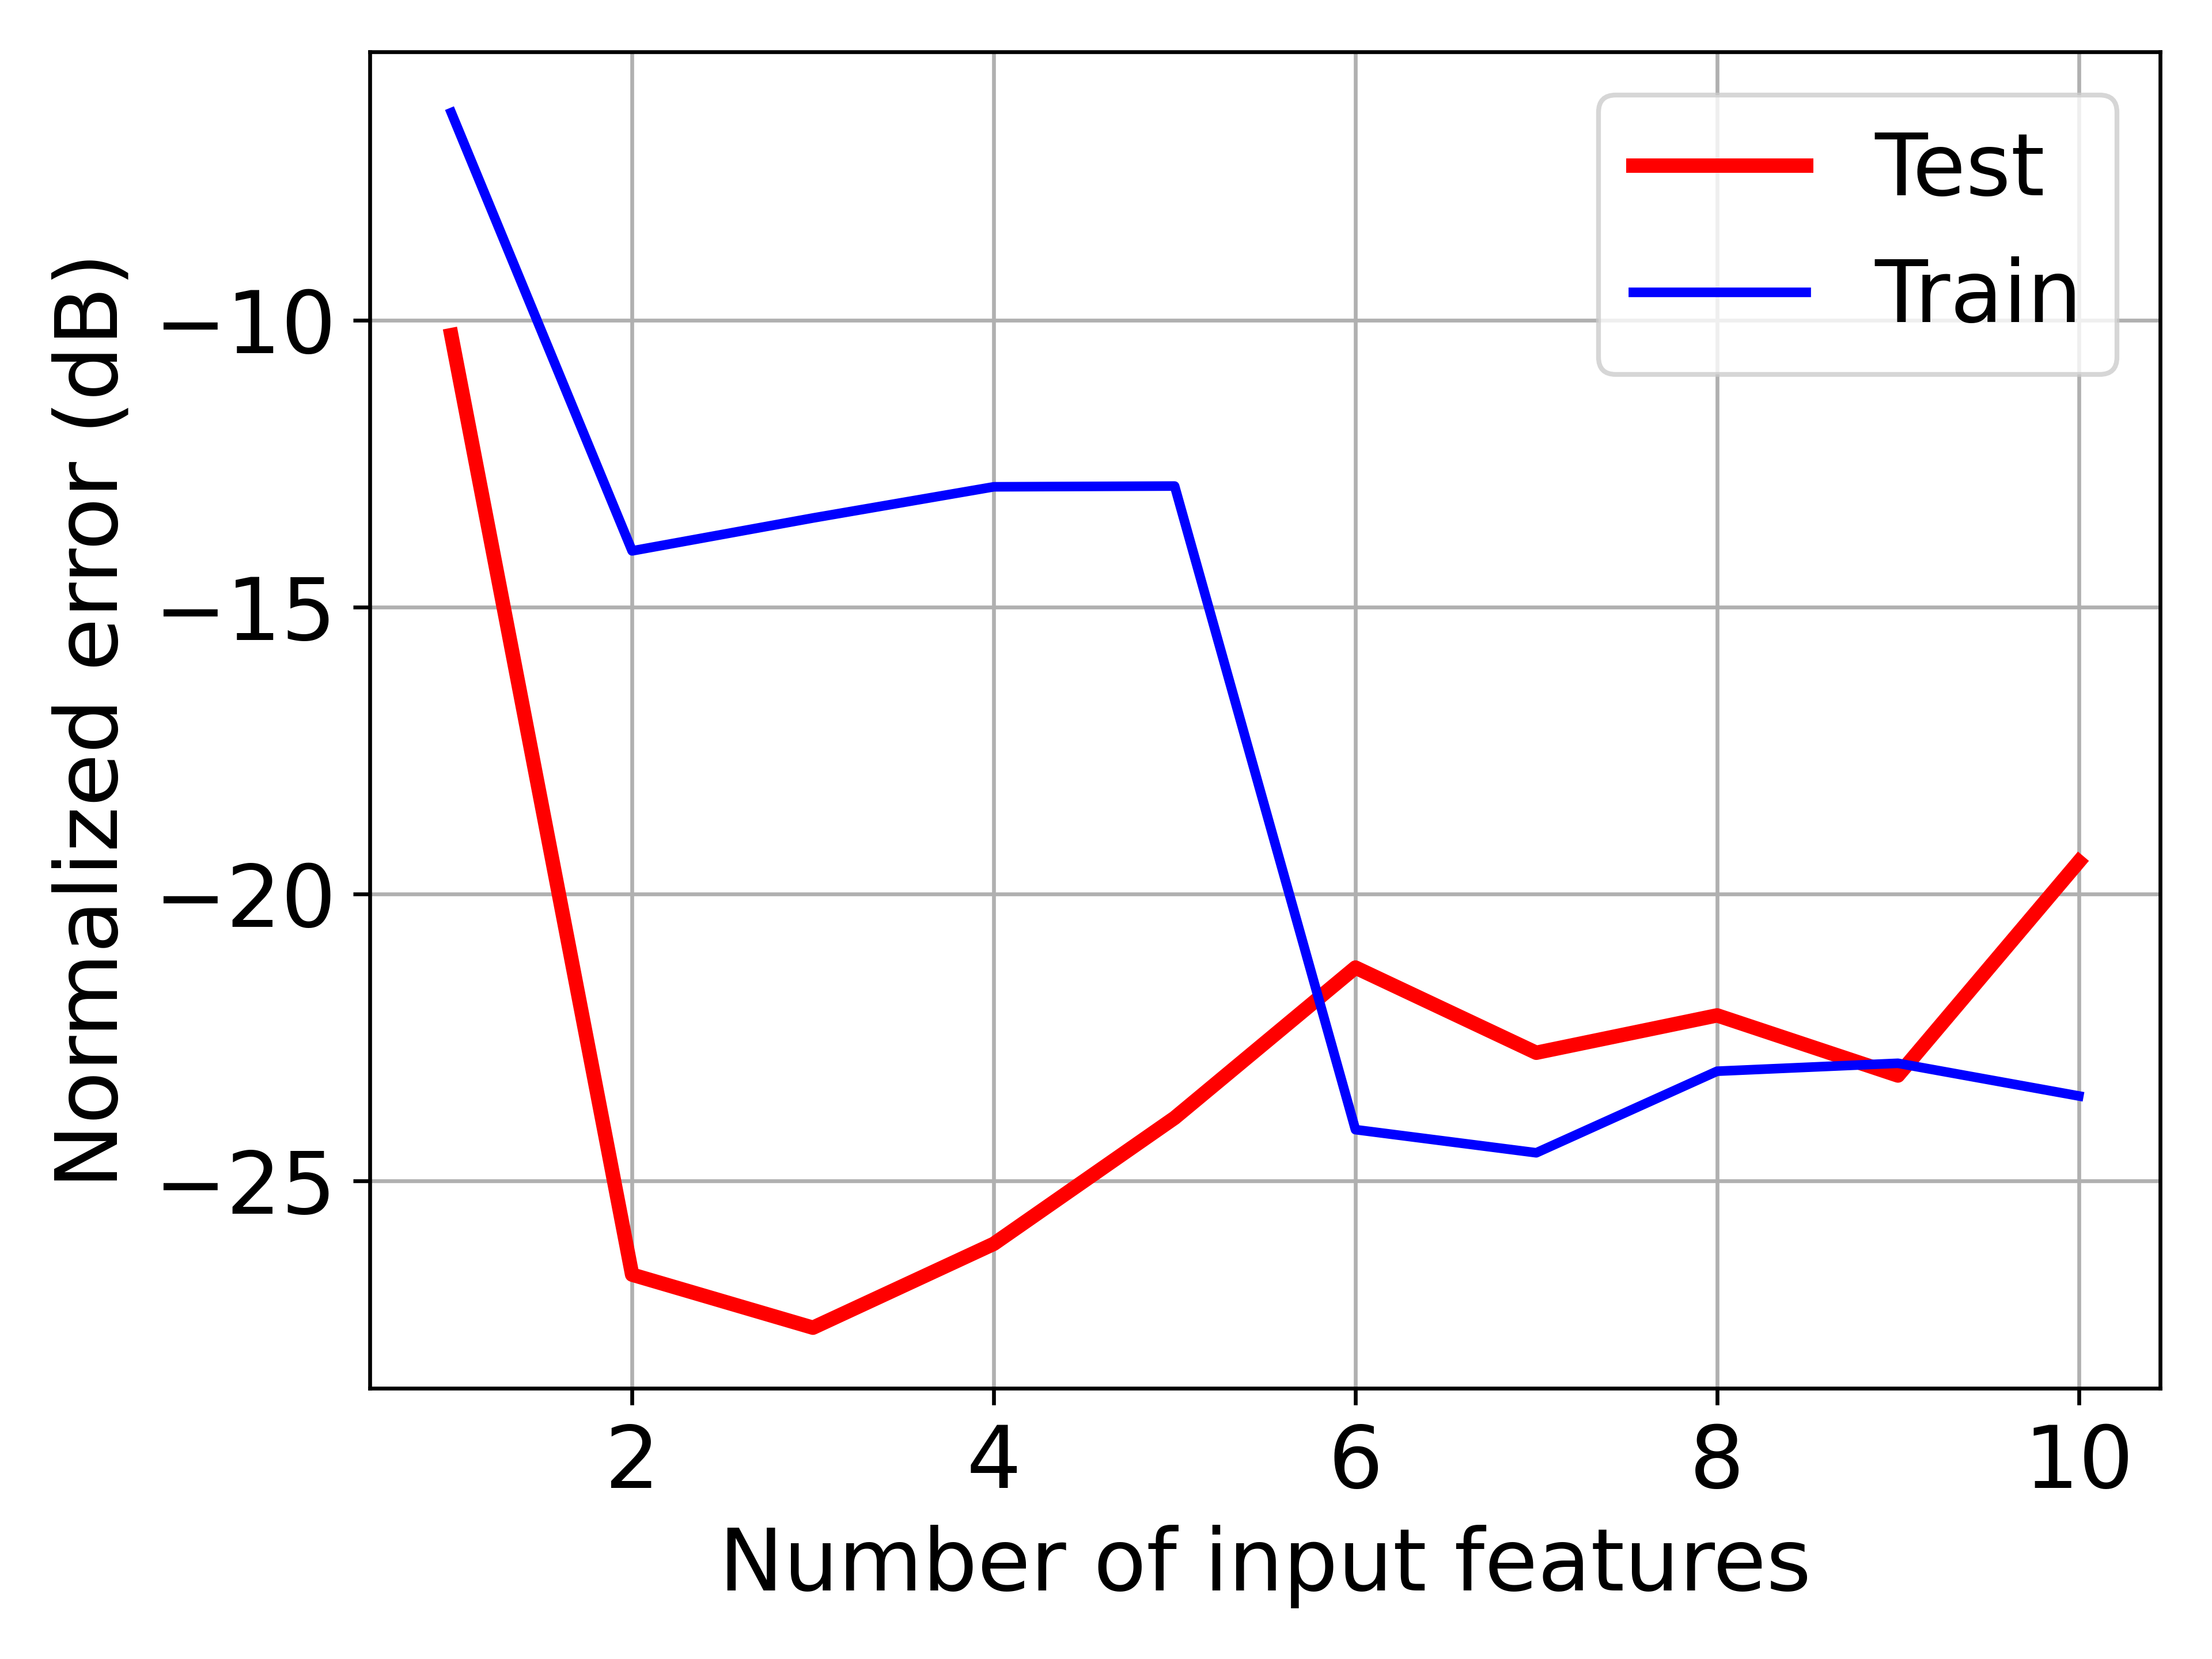 Test
Train
Normalized error (dB)
−10
−15
−20
−25
2 4 6 8 10
Number of input features